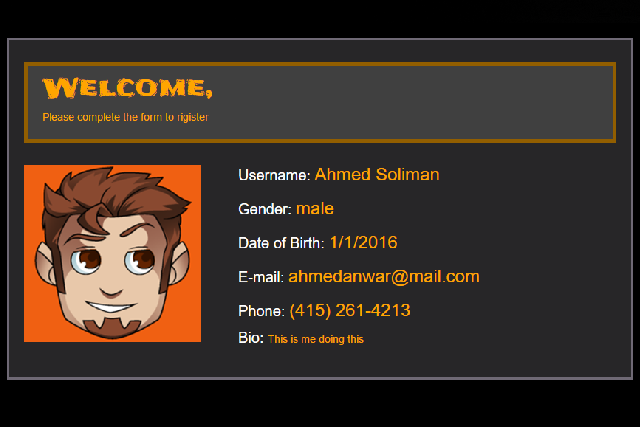 Welcome,
Please complete the form to rigister
Username: Ahmed Soliman
Gender: male
Date of Birth: 1/1/2016
E-mail: ahmedanwar@mail.com
Phone: (415) 261-4213
Bio: This is me doing this